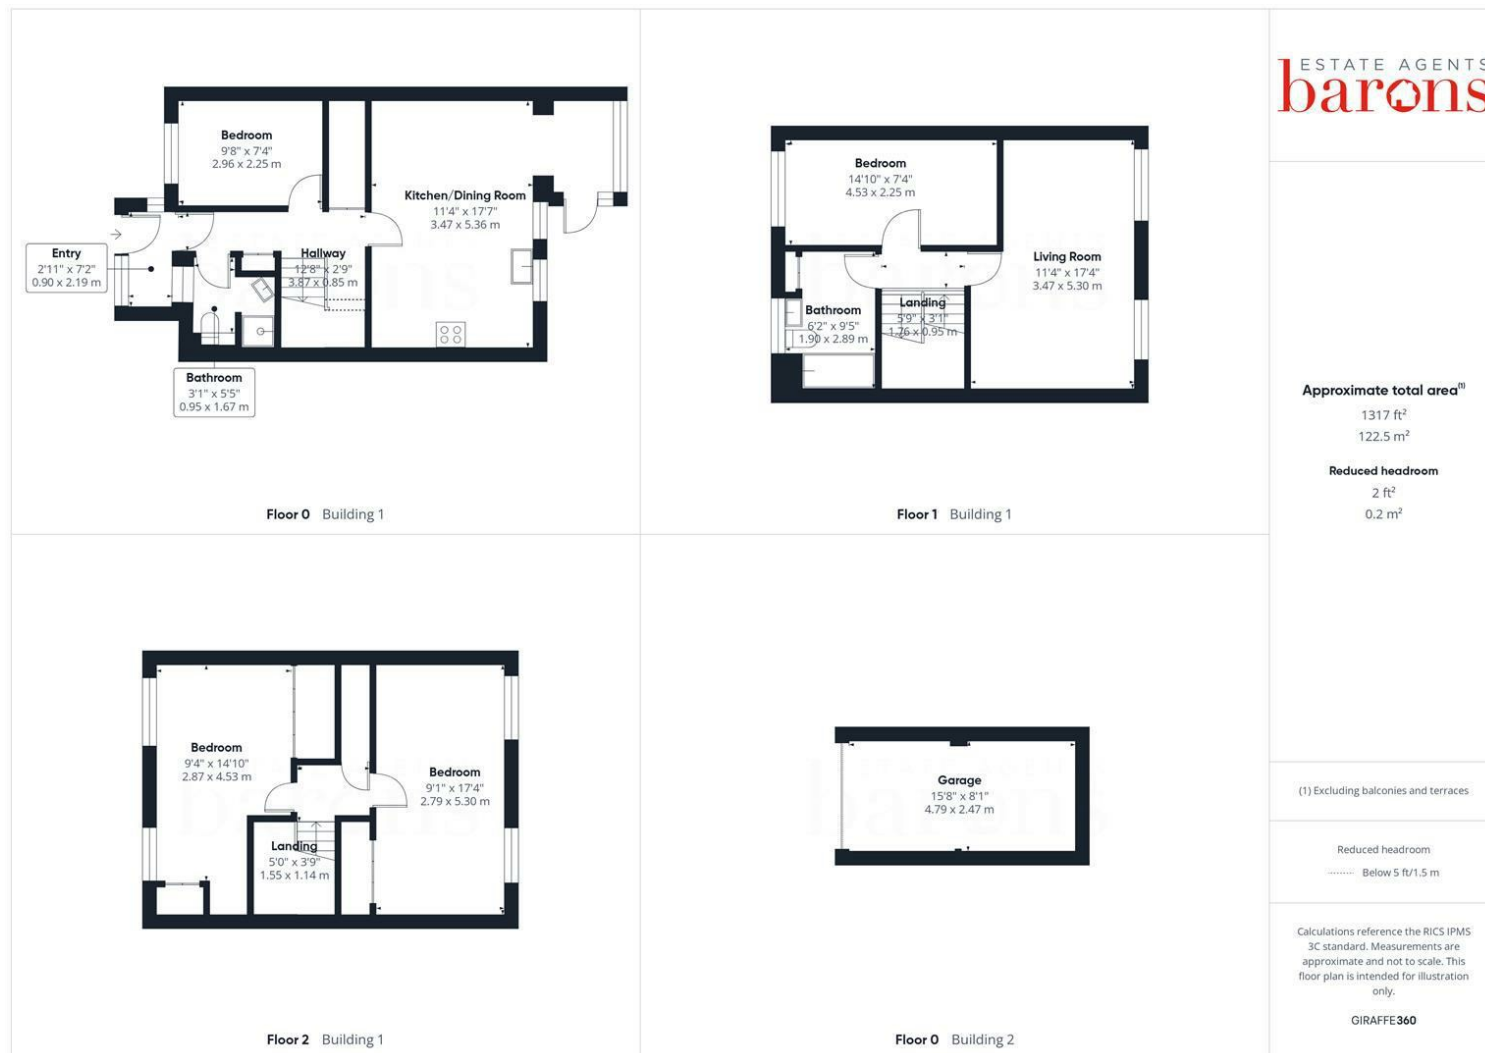 Bedroom
9'8" x 7'4"
2.96 x 2.25 m
Kitchen/Dining Room
11'4" x 17'7"
3.47 x 5.36 m
Entry
2'11" x 7'2"
0.90 x 2.19 m
Hallway
12'8" x 2'9"
3.87 x 0.85 m
Bathroom
3'1" x 5'5"
0.95 x 1.67 m
Floor 0 Building 1
Bedroom
14'10" x 7'4"
4.53 x 2.25 m
Living Room
11'4" x 17'4"
3.47 x 5.30 m
Landing
5'9" x 3'1"
1.76 x 0.95 m
Bathroom
6'2" x 9'5"
1.90 x 2.89 m
Floor 1 Building 1
Bedroom
9'4" x 14'10"
2.87 x 4.53 m
Bedroom
9'1" x 17'4"
2.79 x 5.30 m
Landing
5'0" x 3'9"
1.55 x 1.14 m
Floor 2 Building 1
Garage
15'8" x 8'1"
4.79 x 2.47 m
Floor 0 Building 2
ESTATE AGENTS
barons
Approximate total area(1)
1317 ft²
122.5 m²
Reduced headroom
2 ft²
0.2 m²
(1) Excluding balconies and terraces
Reduced headroom
Below 5 ft/1.5 m
Calculations reference the RICS IPMS
3C standard. Measurements are
approximate and not to scale. This
floor plan is intended for illustration
only.
GIRAFFE360